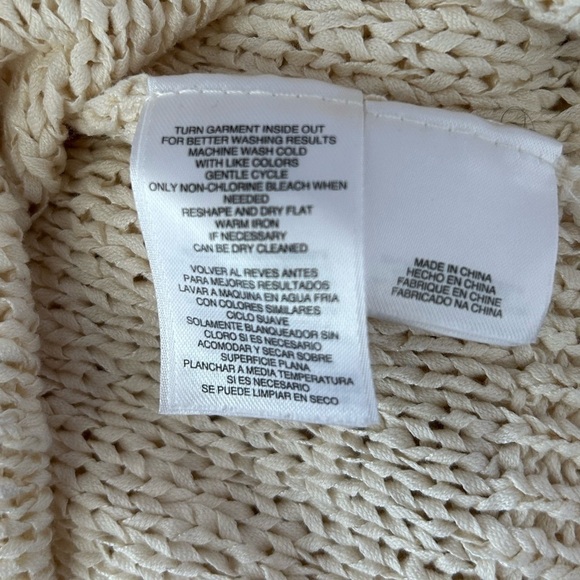 TURN GARMENT INSIDE OUT
FOR BETTER WASHING RESULTS
MACHINE WASH COLD
WITH LIKE COLORS
GENTLE CYCLE
ONLY NON-CHLORINE BLEACH WHEN
NEEDED
RESHAPE AND DRY FLAT
WARM IRON
IF NECESSARY
CAN BE DRY CLEANED
VOLVER AL REVES ANTES
PARA MEJORES RESULTADOS
LAVAR A MAQUINA EN AGUA FRIA
CON COLORES SIMILARES
CICLO SUAVE
SOLAMENTE BLANQUEADOR SIN
CLORO SI ES NECESARIO
ACOMODAR Y SECAR SOBRE
SUPERFICIE PLANA
PLANCHAR A MEDIA TEMPERATURA
SI ES NECESARIO
SE PUEDE LIMPIAR EN SECO
MADE IN CHINA
HECHO EN CHINA
FABRIQUE EN CHINE
FABRICADO NA CHINA